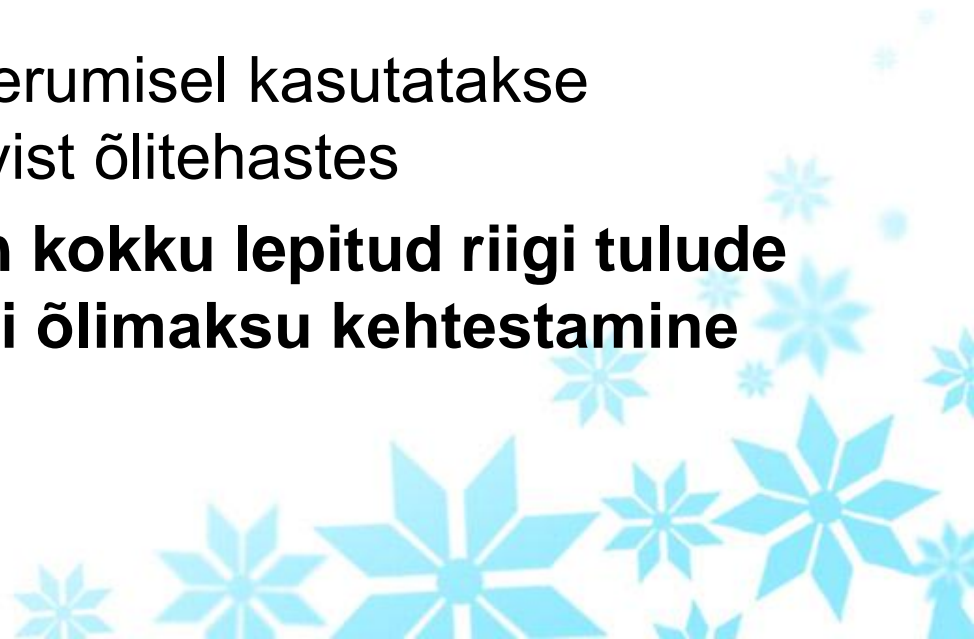 erumisel kasutatakse
vist õlitehastes
n kokku lepitud riigi tulude
i õlimaksu kehtestamine